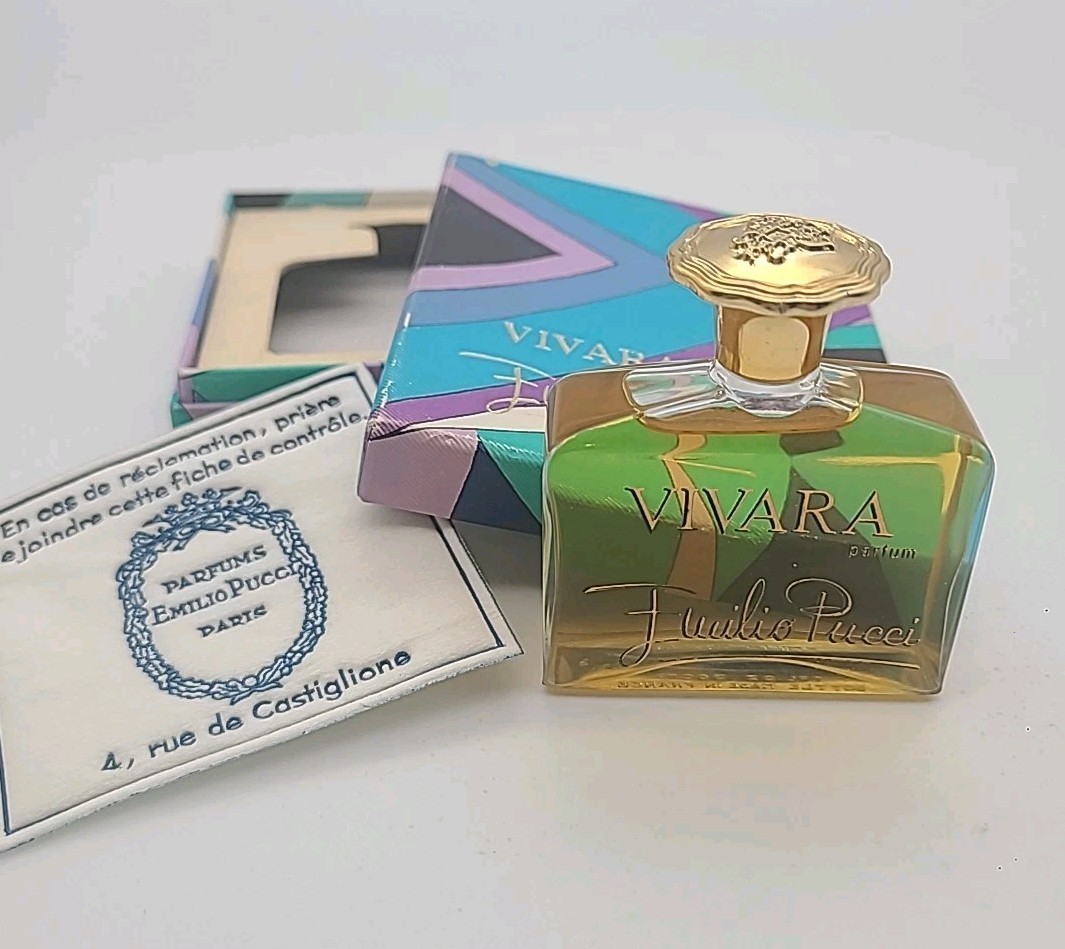 VIVARA
En cas de réclamation, prière
joindre cette fiche de contrôle.
PARFUMS
EMILIO PUCCI
PARIS
4, rue de Castiglione
VIVARA
parfum
Emilio Pucci